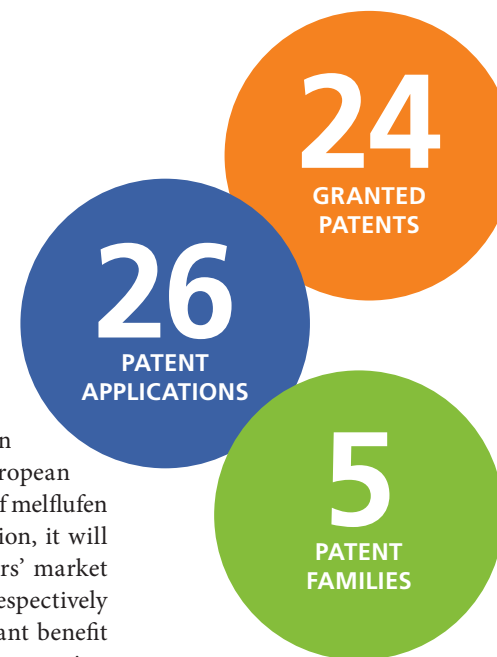 24
GRANTED
PATENTS
26
PATENT
APPLICATIONS
5
PATENT
FAMILIES
n
ropean
f melflufen
ion, it will
rs’ market
espectively
ant benefit